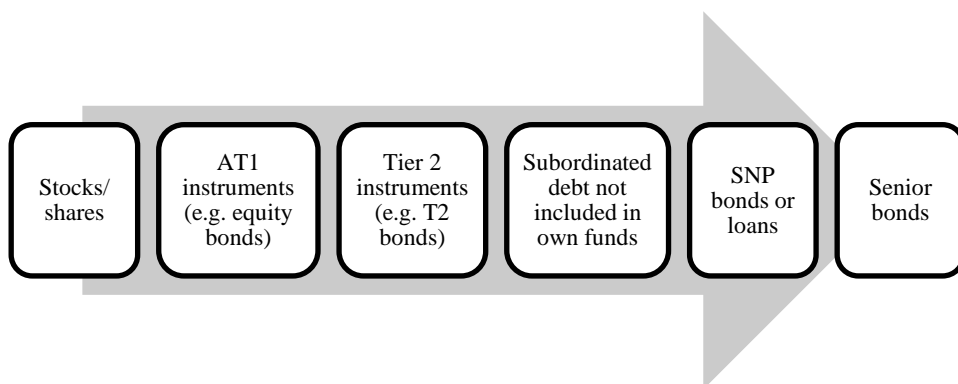 Stocks/
shares
AT1
instruments
(e.g. equity
bonds)
Tier 2
instruments
(e.g. T2
bonds)
Subordinated
debt not
included in
own funds
SNP
bonds or
loans
Senior
bonds